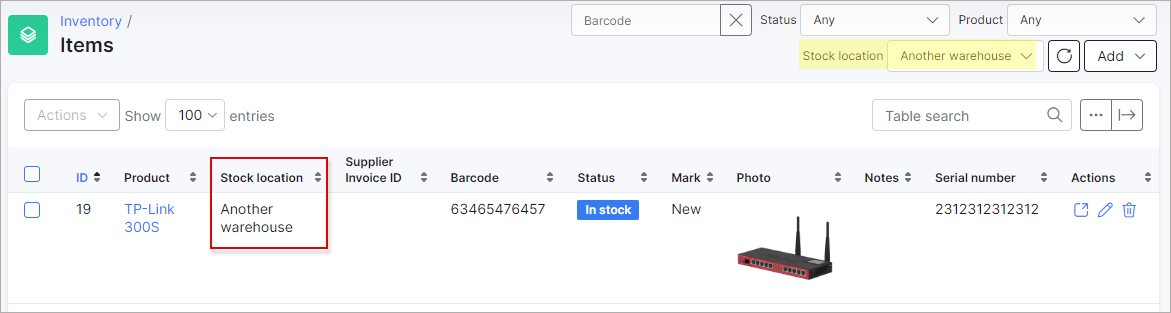 Inventory /
Items
Barcode
Status Any
Product Any
Stock location Another warehouse
Add
Actions Show 100 entries
Table search
ID Product Stock location Supplier Invoice ID Barcode Status Mark Photo Notes Serial number Actions
19 TP-Link 300S Another warehouse 63465476457 In stock New 2312312312312